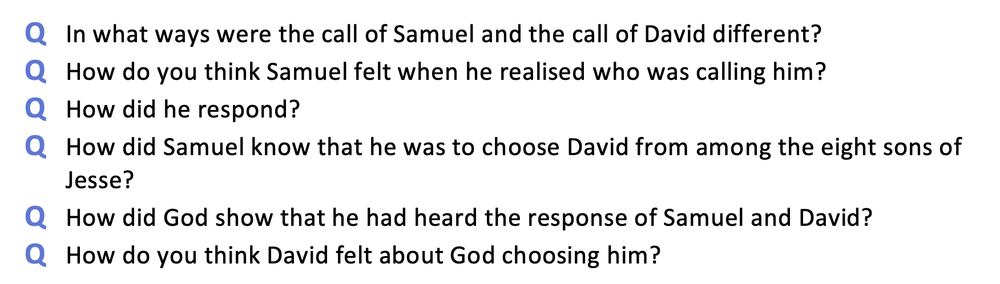 Q In what ways were the call of Samuel and the call of David different?
Q How do you think Samuel felt when he realised who was calling him?
Q How did he respond?
Q How did Samuel know that he was to choose David from among the eight sons of
Jesse?
Q How did God show that he had heard the response of Samuel and David?
Q How do you think David felt about God choosing him?